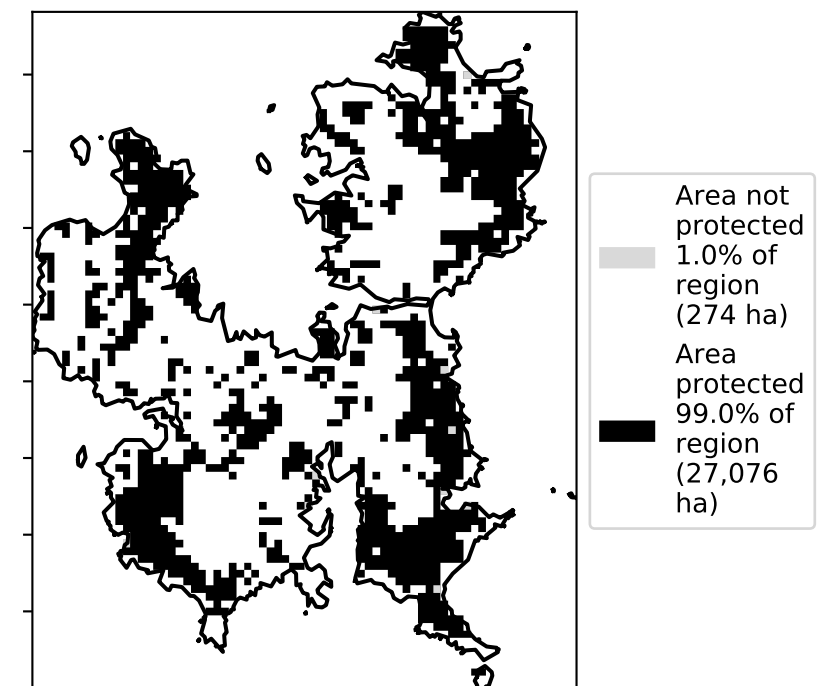 Area not
protected
1.0% of
region
(274 ha)
Area
protected
99.0% of
region
(27,076
ha)